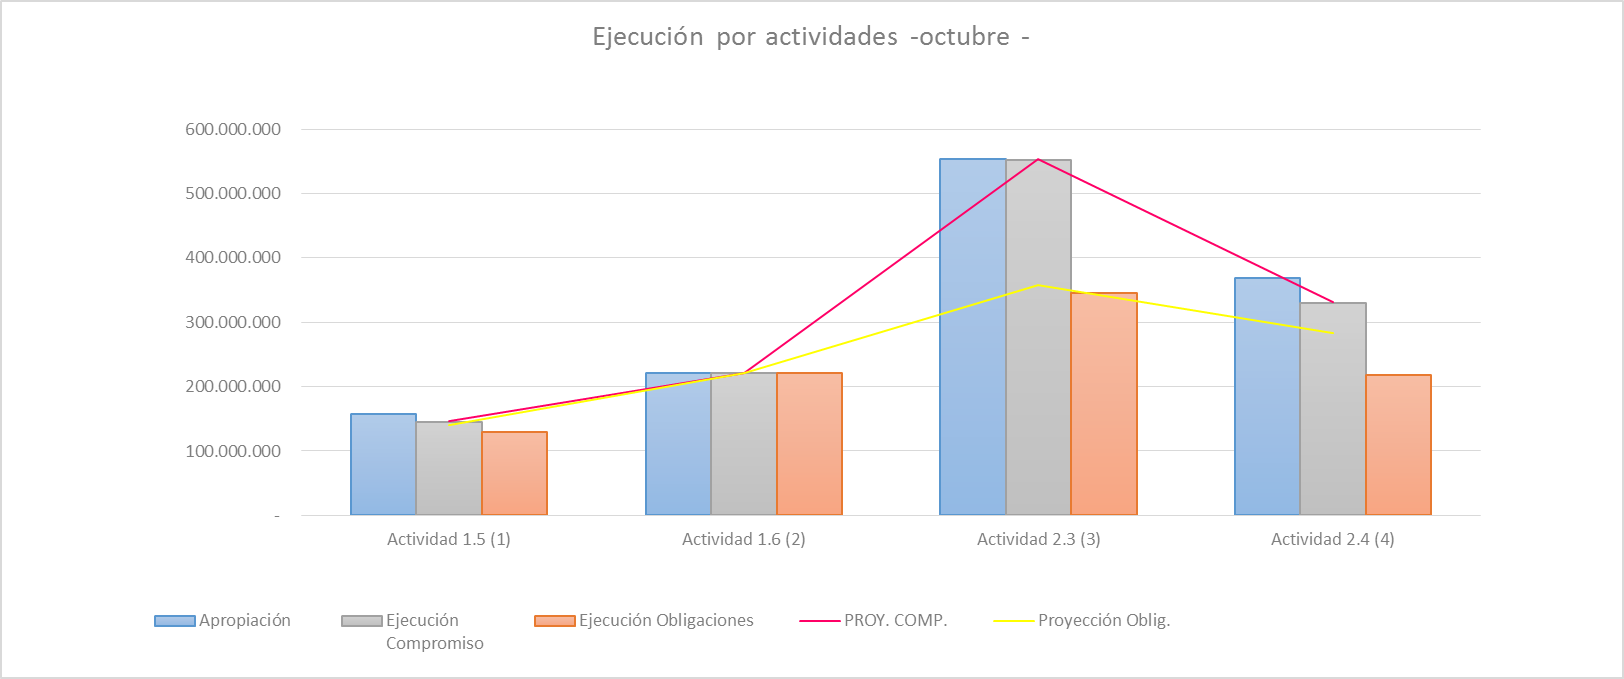 Ejecución por actividades -octubre -
600.000.000
500.000.000
400.000.000
300.000.000
200.000.000
100.000.000
-
Actividad 1.5 (1)
Actividad 1.6 (2)
Actividad 2.3 (3)
Actividad 2.4 (4)
Apropiación
Ejecución
Compromiso
Ejecución Obligaciones
PROY. COMP.
Proyección Oblig.